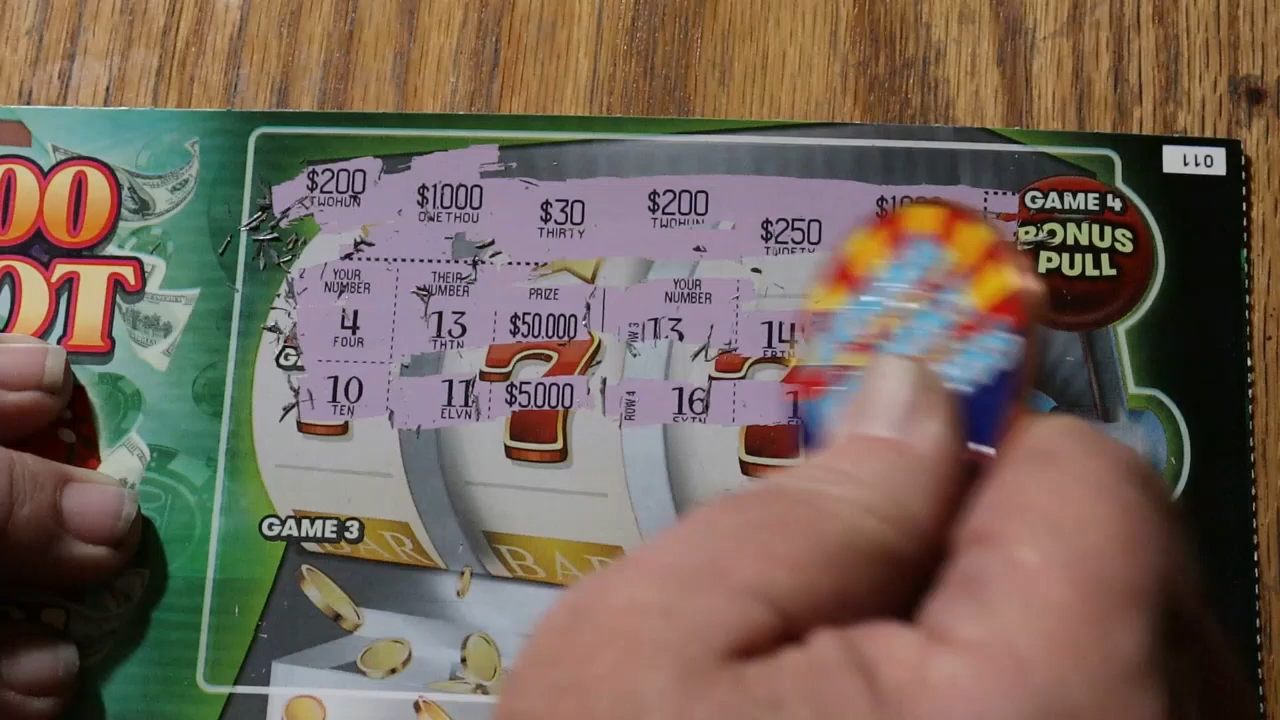 011
00
OT
$200
TWOHUN
$1,000
ONETHOU
$30
THIRTY
$200
TWOHUN
$250
GAME 4
BONUS
PULL
YOUR
NUMBER
THEIR
NUMBER
PRIZE
YOUR
NUMBER
4
FOUR
13
THTN
$50,000
13
14
10
TEN
11
ELVN
$5,000
ROW 4
16
SXTN
GAME 3
BAR
BAR